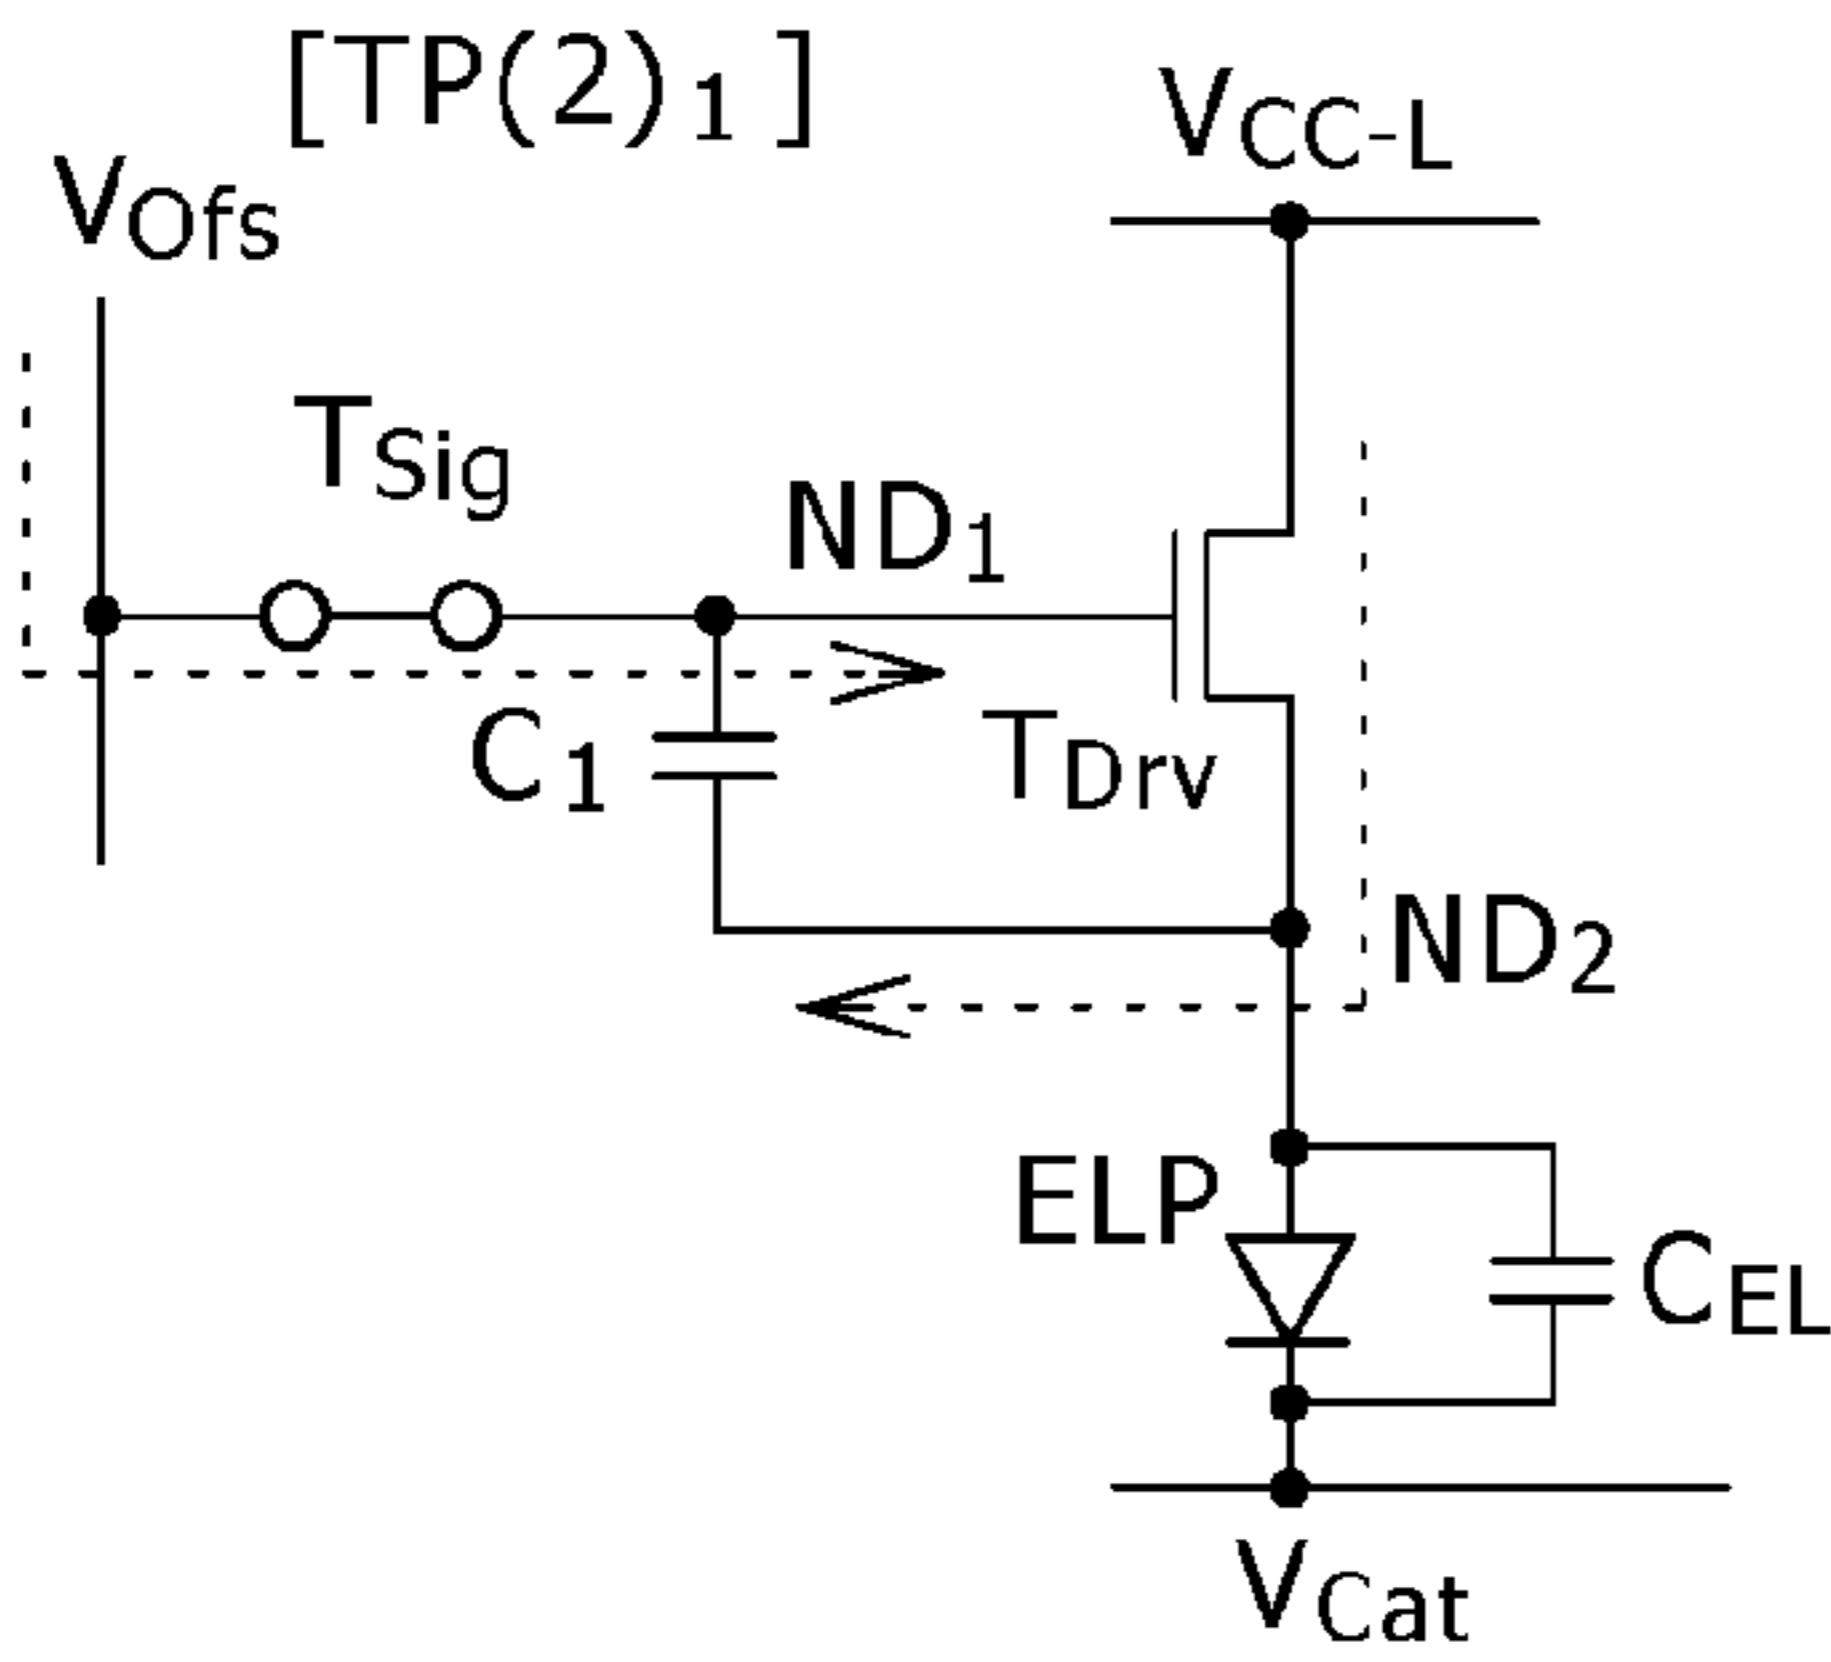 [TP(2)1]
VCC-L
VOfs
TSig
ND1
C1
TDrv
ND2
ELP
CEL
VCat